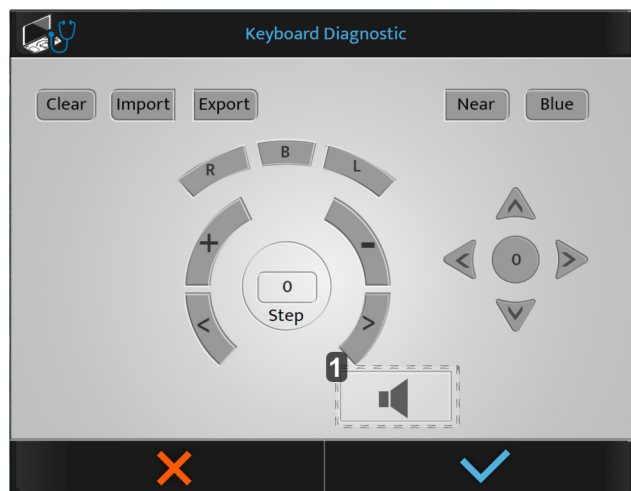 Keyboard Diagnostic
Clear Import Export Near Blue
R B L
+ -
0
Step
< >
0
1